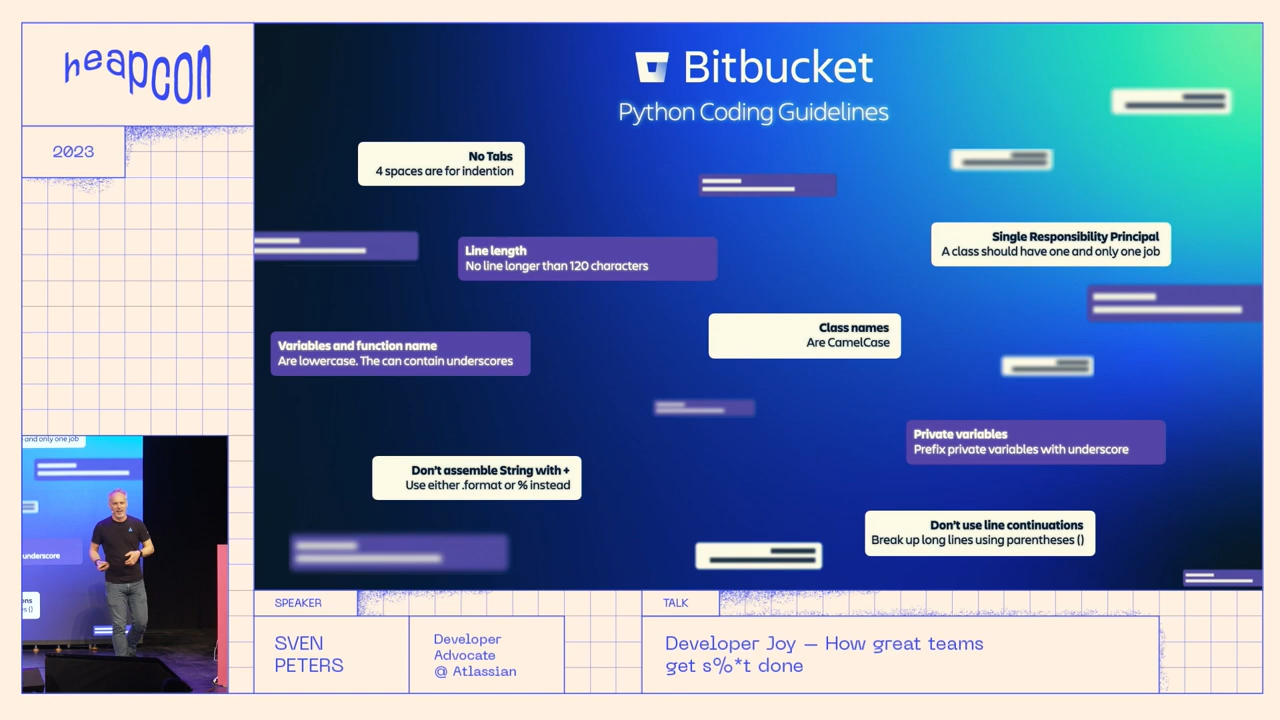 heapcon
2023
Bitbucket
Python Coding Guidelines
No Tabs
4 spaces are for indention
Line length
No line longer than 120 characters
Single Responsibility Principal
A class should have one and only one job
Class names
Are CamelCase
Variables and function name
Are lowercase. The can contain underscores
Private variables
Prefix private variables with underscore
Don't assemble String with +
Use either .format or % instead
Don't use line continuations
Break up long lines using parentheses ()
and only one job
underscore
ons
s ()
SPEAKER
SVEN
PETERS
Developer
Advocate
@ Atlassian
TALK
Developer Joy — How great teams
get s%*t done